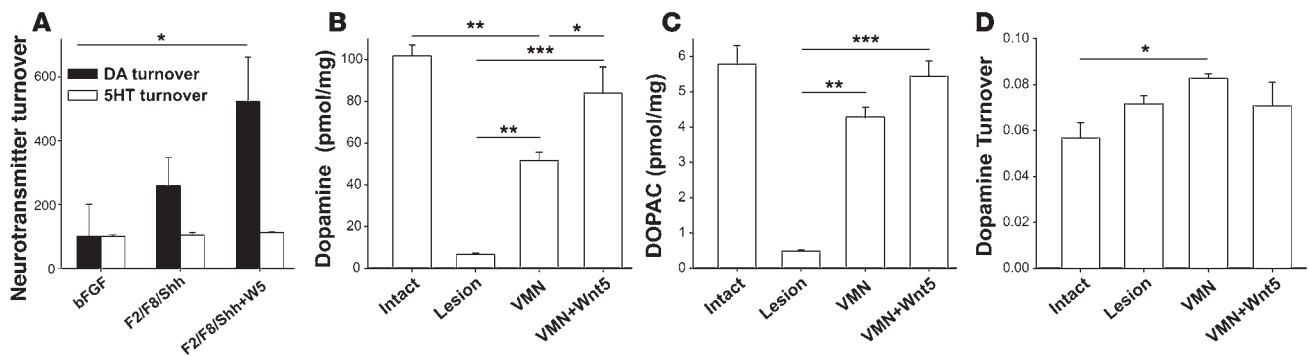 A
B
C
D
*
DA turnover
5HT turnover
Neurotransmitter turnover
600
400
200
0
bFGF
F2/F8/Shh
F2/F8/Shh+W5
** *
***
**
Dopamine (pmol/mg)
100
80
60
40
20
0
Intact
Lesion
VMN
VMN+Wnt5
***
**
DOPAC (pmol/mg)
6
5
4
3
2
1
0
Intact
Lesion
VMN
VMN+Wnt5
*
Dopamine Turnover
0.10
0.08
0.06
0.04
0.02
0.00
Intact
Lesion
VMN
VMN+Wnt5